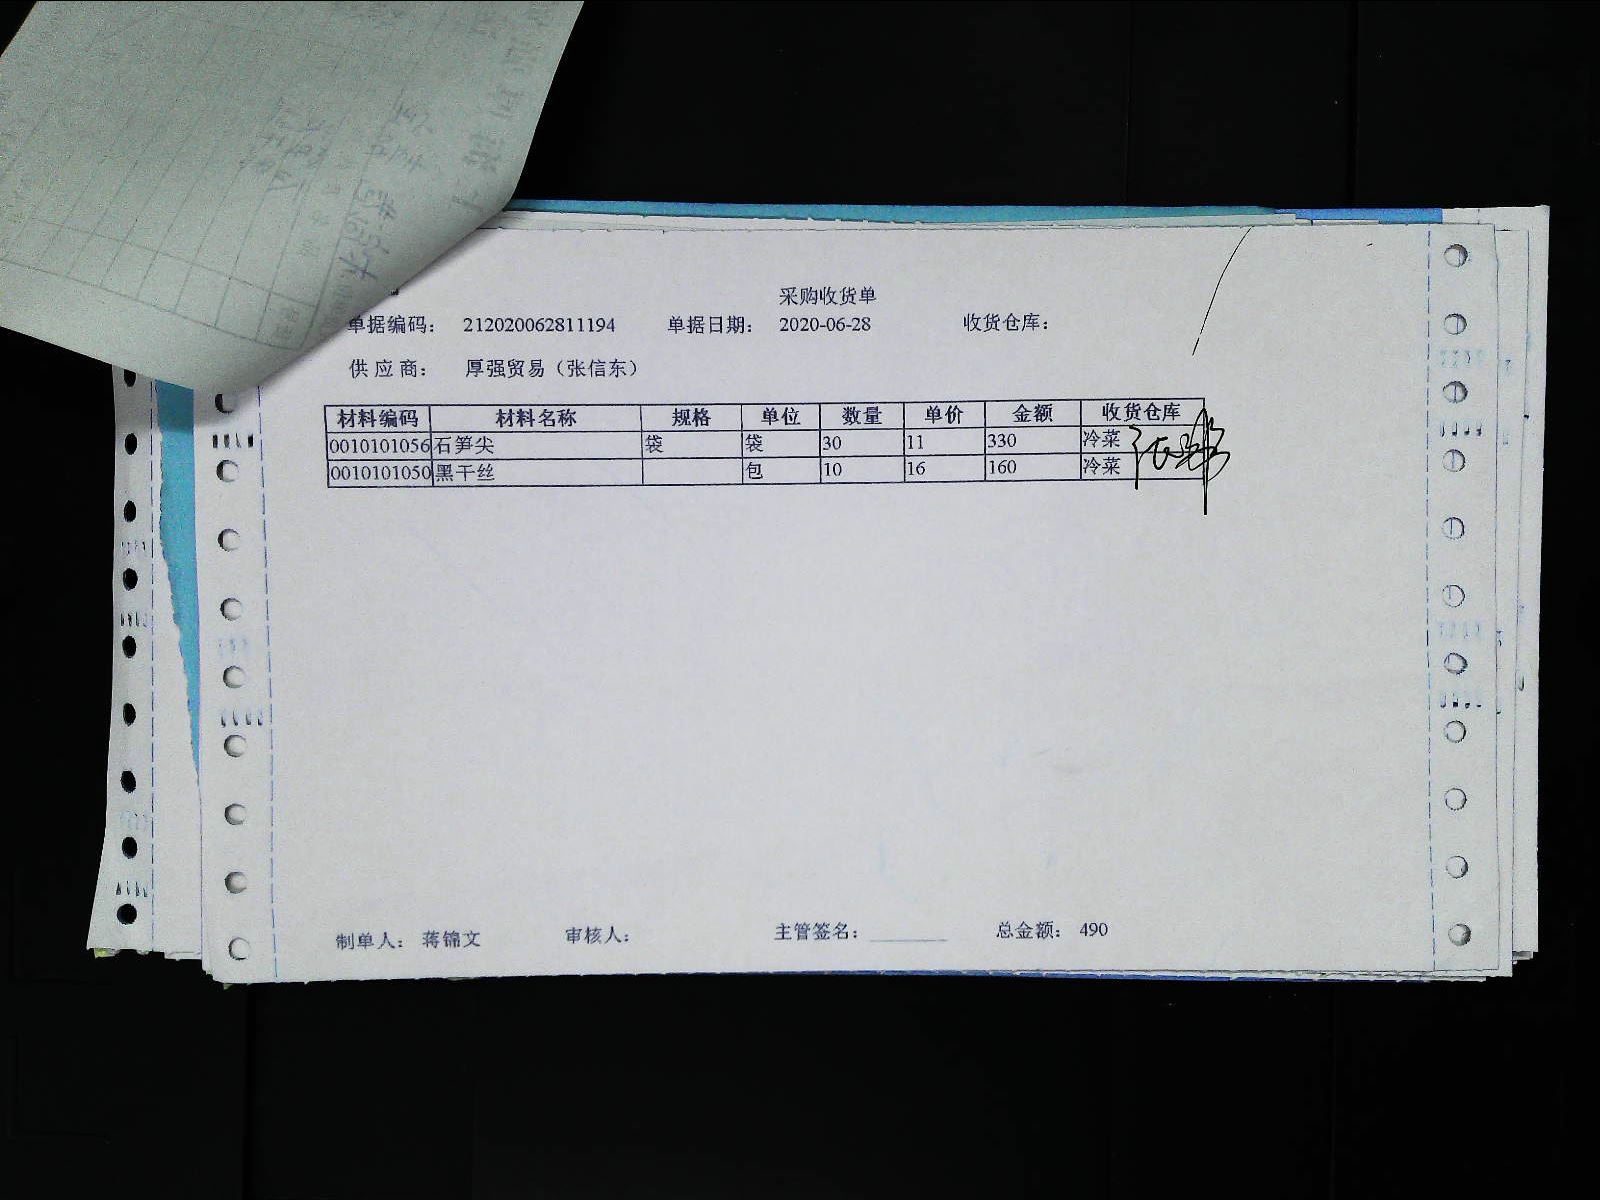 采购收货单
单据编码： 212020062811194 单据日期： 2020-06-28 收货仓库：
供 应 商： 厚强贸易（张信东）
材料编码 材料名称 规格 单位 数量 单价 金额 收货仓库
0010101056 石笋尖 袋 袋 30 11 330 冷菜
0010101050 黑干丝 包 10 16 160 冷菜
制单人： 蒋锦文 审核人： 主管签名： 总金额： 490